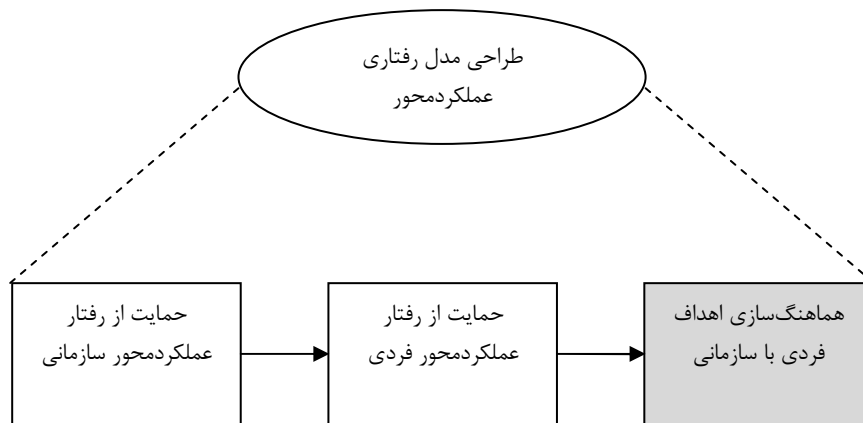 طراحی مدل رفتاری
عملکردمحور
حمایت از رفتار
عملکردمحور سازمانی
حمایت از رفتار
عملکردمحور فردی
هماهنگ‌سازی اهداف
فردی با سازمانی